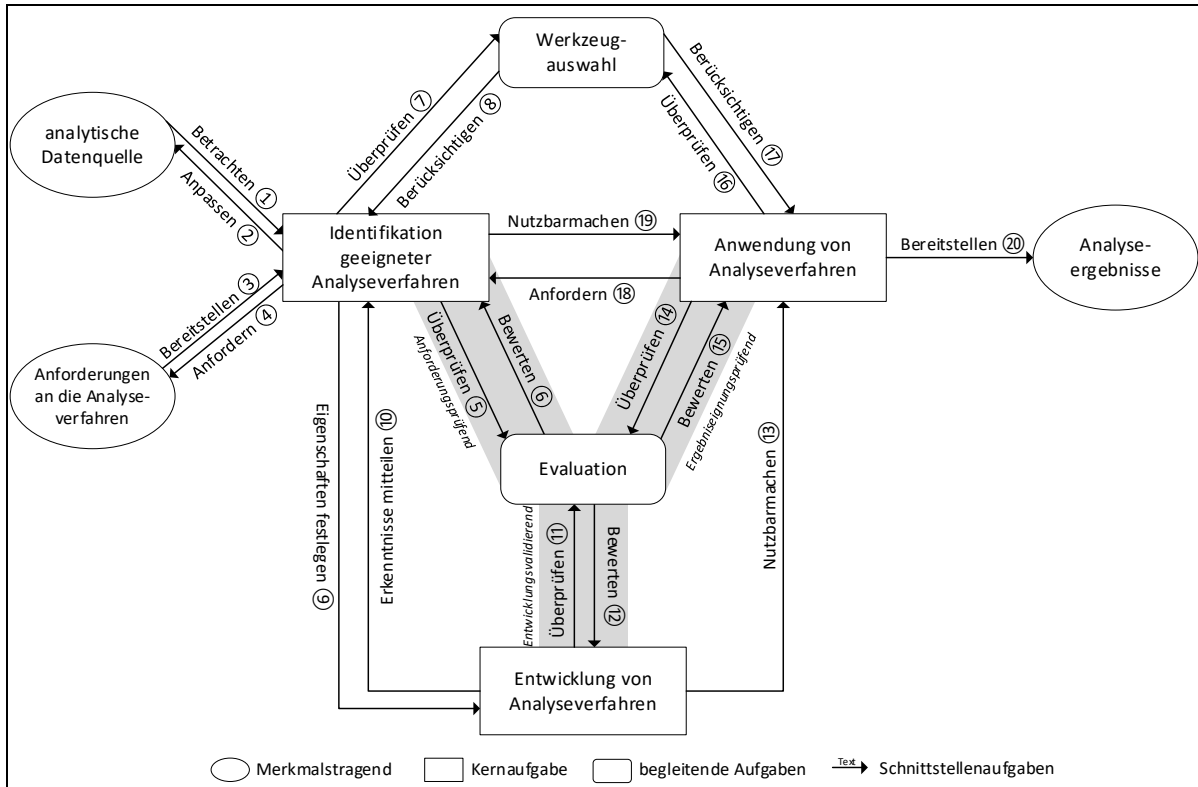 Werkzeug-
auswahl
analytische
Datenquelle
Betrachten ①
Anpassen ②
Überprüfen ⑦
Berücksichtigen ⑧
Überprüfen ⑯
Berücksichtigen ⑰
Identifikation
geeigneter
Analyseverfahren
Nutzbarmachen ⑲
Anfordern ⑱
Anwendung von
Analyseverfahren
Bereitstellen ⑳
Analyse-
ergebnisse
Bereitstellen ③
Anfordern ④
Anforderungen
an die Analyse-
verfahren
Überprüfen ⑤
Anforderungsprüfend
Bewerten ⑥
Überprüfen ⑭
Bewerten ⑮
Ergebniseignungsprüfend
Evaluation
Eigenschaften festlegen ⑨
Erkenntnisse mitteilen ⑩
Entwicklungsvalidierend
Überprüfen ⑪
Bewerten ⑫
Nutzbarmachen ⑬
Entwicklung von
Analyseverfahren
Merkmalstragend
Kernaufgabe
begleitende Aufgaben
Text
Schnittstellenaufgaben